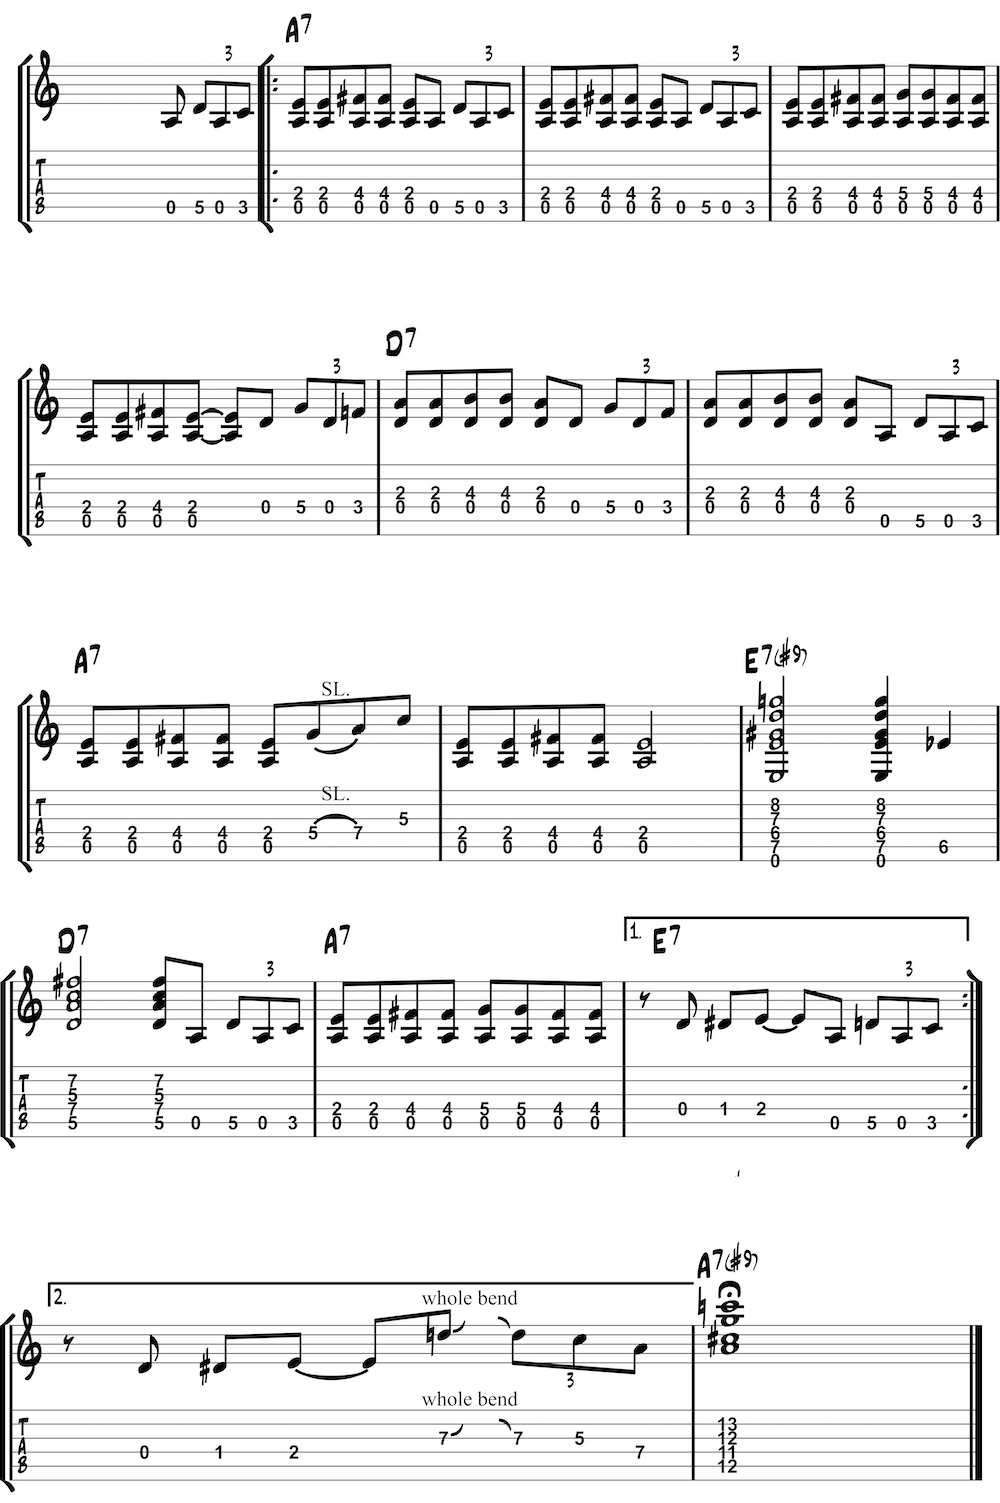 A7
3 3 3
T
A 2 2 4 4 2 2 2 4 4 2 2 2 4 4 5 5 4 4
B 0 5 0 3 0 0 0 0 0 0 5 0 3 0 0 0 0 0 0 5 0 3 0 0 0 0 0 0 0 0
D7
3 3 3
T
2 2 4 4 2 2 2 4 4 2
A 2 2 4 2 0 5 0 3 0 0 0 0 0 0 5 0 3 0 0 0 0 0
B 0 0 0 0 0 5 0 3
A7 E7(#9)
SL.
SL.
T 8 8
5 7 7
A 2 2 4 4 2 5 7 2 2 4 4 2 6 6
B 0 0 0 0 0 0 0 0 0 0 7 7 6
0 0
D7 A7 1. E7
3 3
T 7 7
5 5
A 7 7 2 2 4 4 5 5 4 4 0 1 2
B 5 5 0 5 0 3 0 0 0 0 0 0 0 0 0 5 0 3
A7(#9)
2. whole bend
3
whole bend
T 13
7 7 5 12
A 0 1 2 7 11
B 12